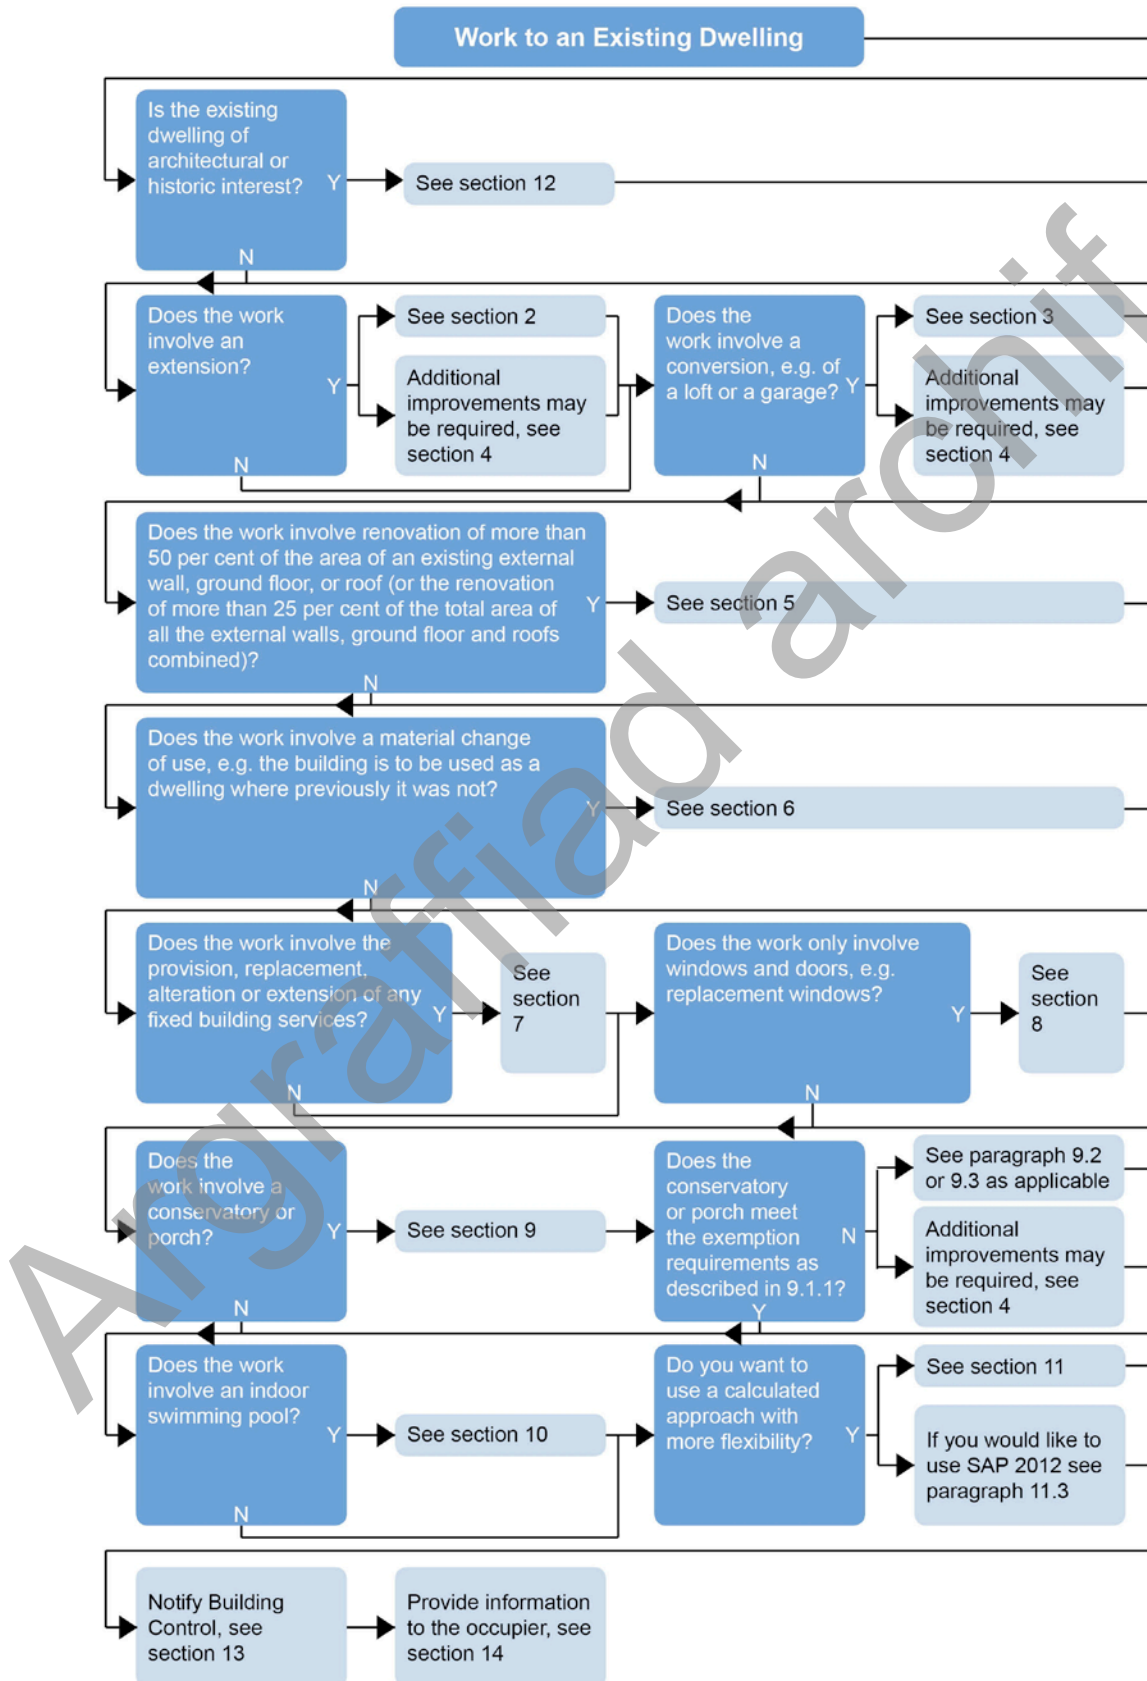 Work to an Existing Dwelling
Is the existing
dwelling of
architectural or
historic interest?
Y
See section 12
N
Does the work
involve an
extension?
Y
See section 2
Additional
improvements may
be required, see
section 4
N
Does the
work involve a
conversion, e.g. of
a loft or a garage?
Y
See section 3
Additional
improvements may
be required, see
section 4
N
Does the work involve renovation of more than
50 per cent of the area of an existing external
wall, ground floor, or roof (or the renovation
of more than 25 per cent of the total area of
all the external walls, ground floor and roofs
combined)?
Y
See section 5
N
Does the work involve a material change
of use, e.g. the building is to be used as a
dwelling where previously it was not?
Y
See section 6
N
Does the work involve the
provision, replacement,
alteration or extension of any
fixed building services?
Y
See
section
7
N
Does the work only involve
windows and doors, e.g.
replacement windows?
Y
See
section
8
N
Does the
work involve a
conservatory or
porch?
Y
See section 9
N
Does the
conservatory
or porch meet
the exemption
requirements as
described in 9.1.1?
N
See paragraph 9.2
or 9.3 as applicable
Additional
improvements may
be required, see
section 4
Y
Does the work
involve an indoor
swimming pool?
Y
See section 10
N
Do you want to
use a calculated
approach with
more flexibility?
Y
See section 11
If you would like to
use SAP 2012 see
paragraph 11.3
Notify Building
Control, see
section 13
Provide information
to the occupier, see
section 14
Argraffiad archif